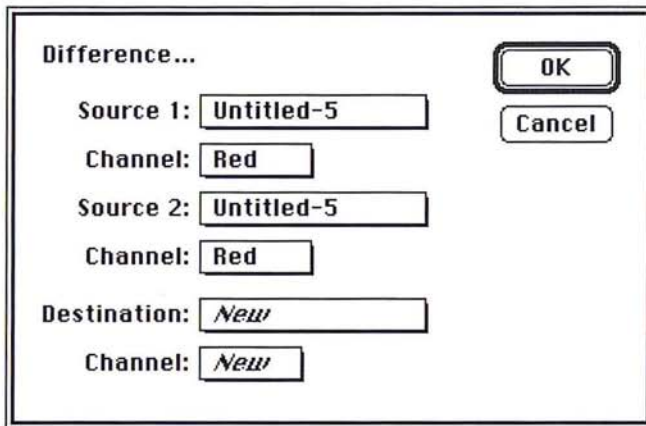 Difference...
OK
Source 1: Untitled-5
Cancel
Channel: Red
Source 2: Untitled-5
Channel: Red
Destination: New
Channel: New